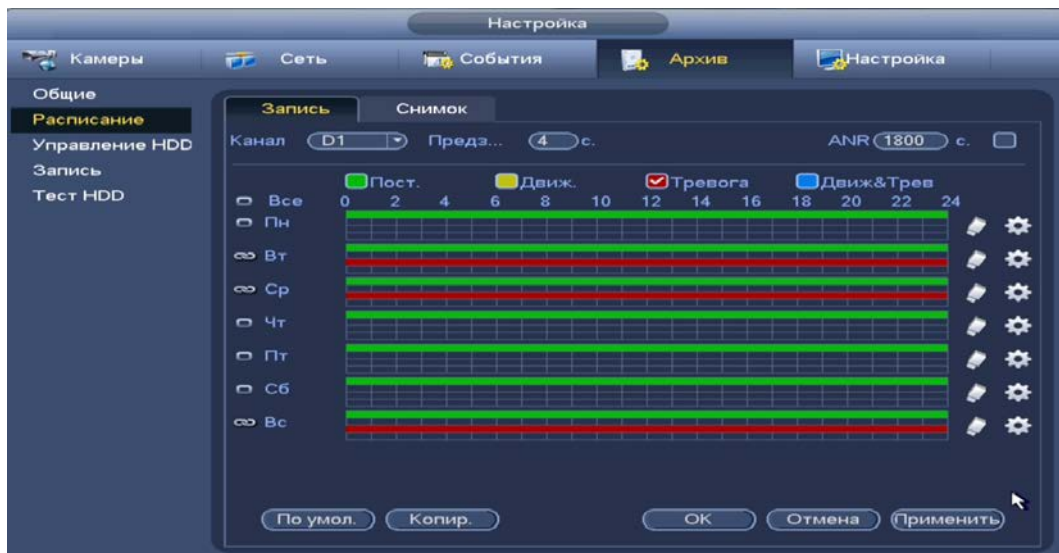 Настройка
Камеры Сеть События Архив Настройка
Общие
Расписание
Управление HDD
Запись
Тест HDD
Запись Снимок
Канал D1 Предз... 4 с. ANR 1800 с.
Пост. Движ. Тревога Движ&Трев
Все 0 2 4 6 8 10 12 14 16 18 20 22 24
Пн
Вт
Ср
Чт
Пт
Сб
Вс
По умол. Копир. OK Отмена Применить